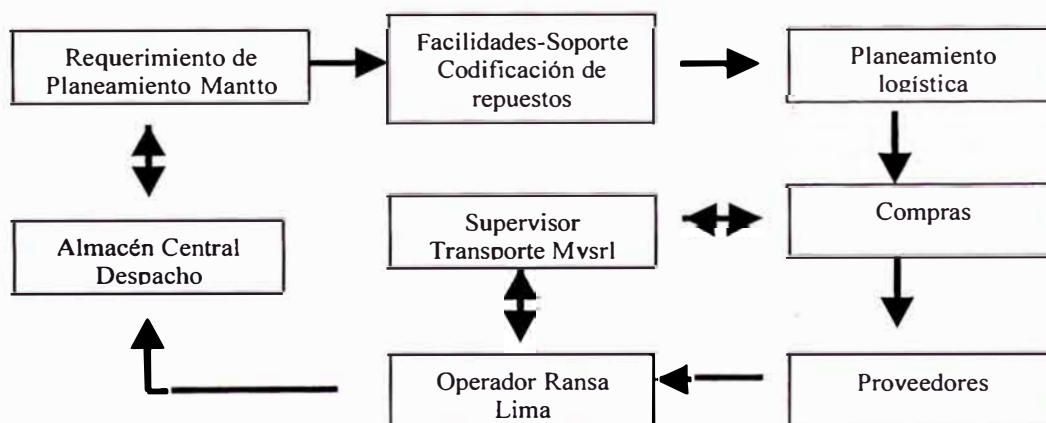 Requerimiento de
Planeamiento Mantto
Facilidades-Soporte
Codificación de
repuestos
Planeamiento
logística
Almacén Central
Despacho
Supervisor
Transporte Mysrl
Compras
Operador Ransa
Lima
Proveedores